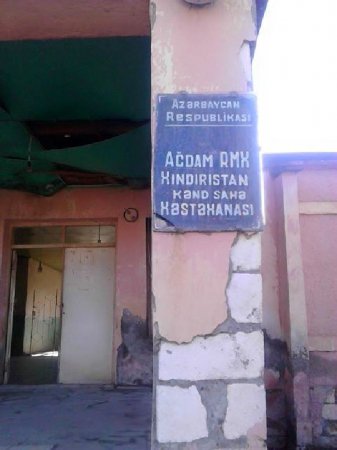 Azərbaycan
Respublikası
Ağdam RMX
Xındırıstan
kənd sahə
Xəstəxanası